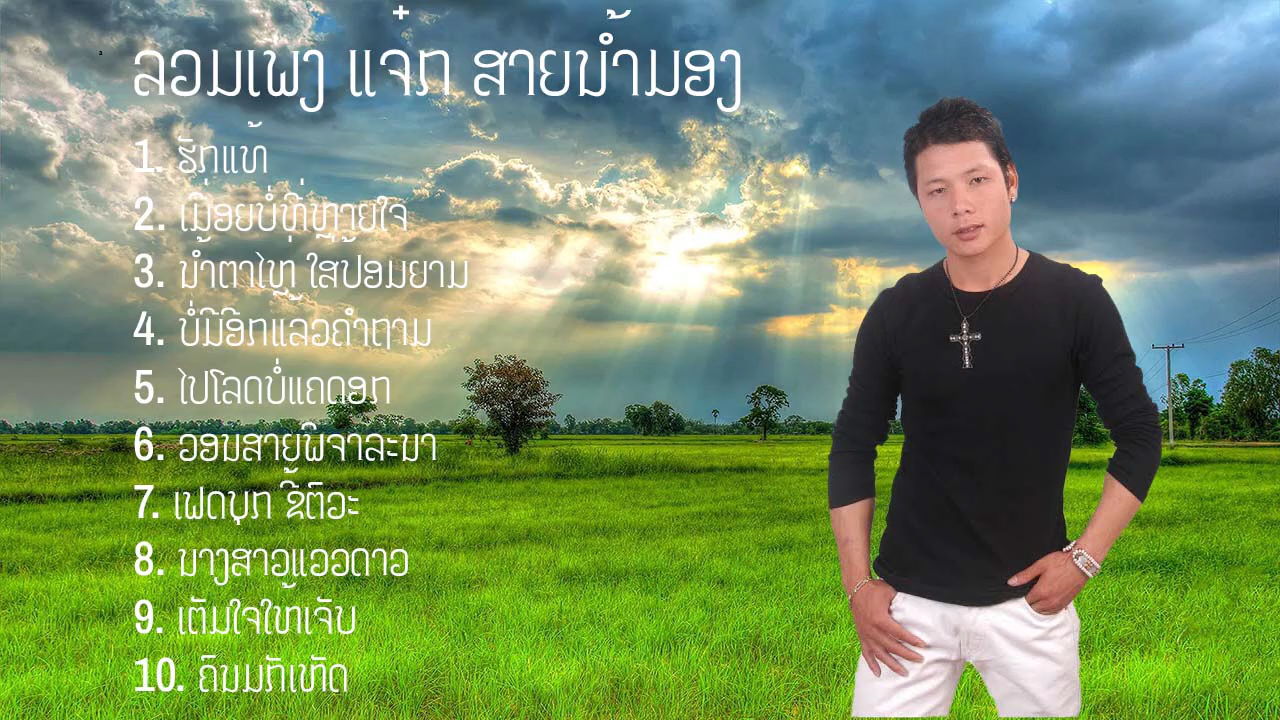 ລວມເພງ ແຈ໋ກ ສາຍນ້ຳມອງ
1. ຮັກແທ້
2. ເມື່ອຍບໍ່ທີ່ຫຼາຍໃຈ
3. ນ້ຳຕາໄຫຼ ໃສ່ປ້ອມຍາມ
4. ບໍ່ມີອີກແລ້ວຄຳຖາມ
5. ໄປໂລດບໍ່ແຄດອກ
6. ວອນສາຍພິຈາລະນາ
7. ເຟດບຸກ ຂີ້ຕົວະ
8. ນາງສາວແອວດາວ
9. ເຕັມໃຈໃຫ້ເຈັບ
10. ຄົນມັກເຫັດ